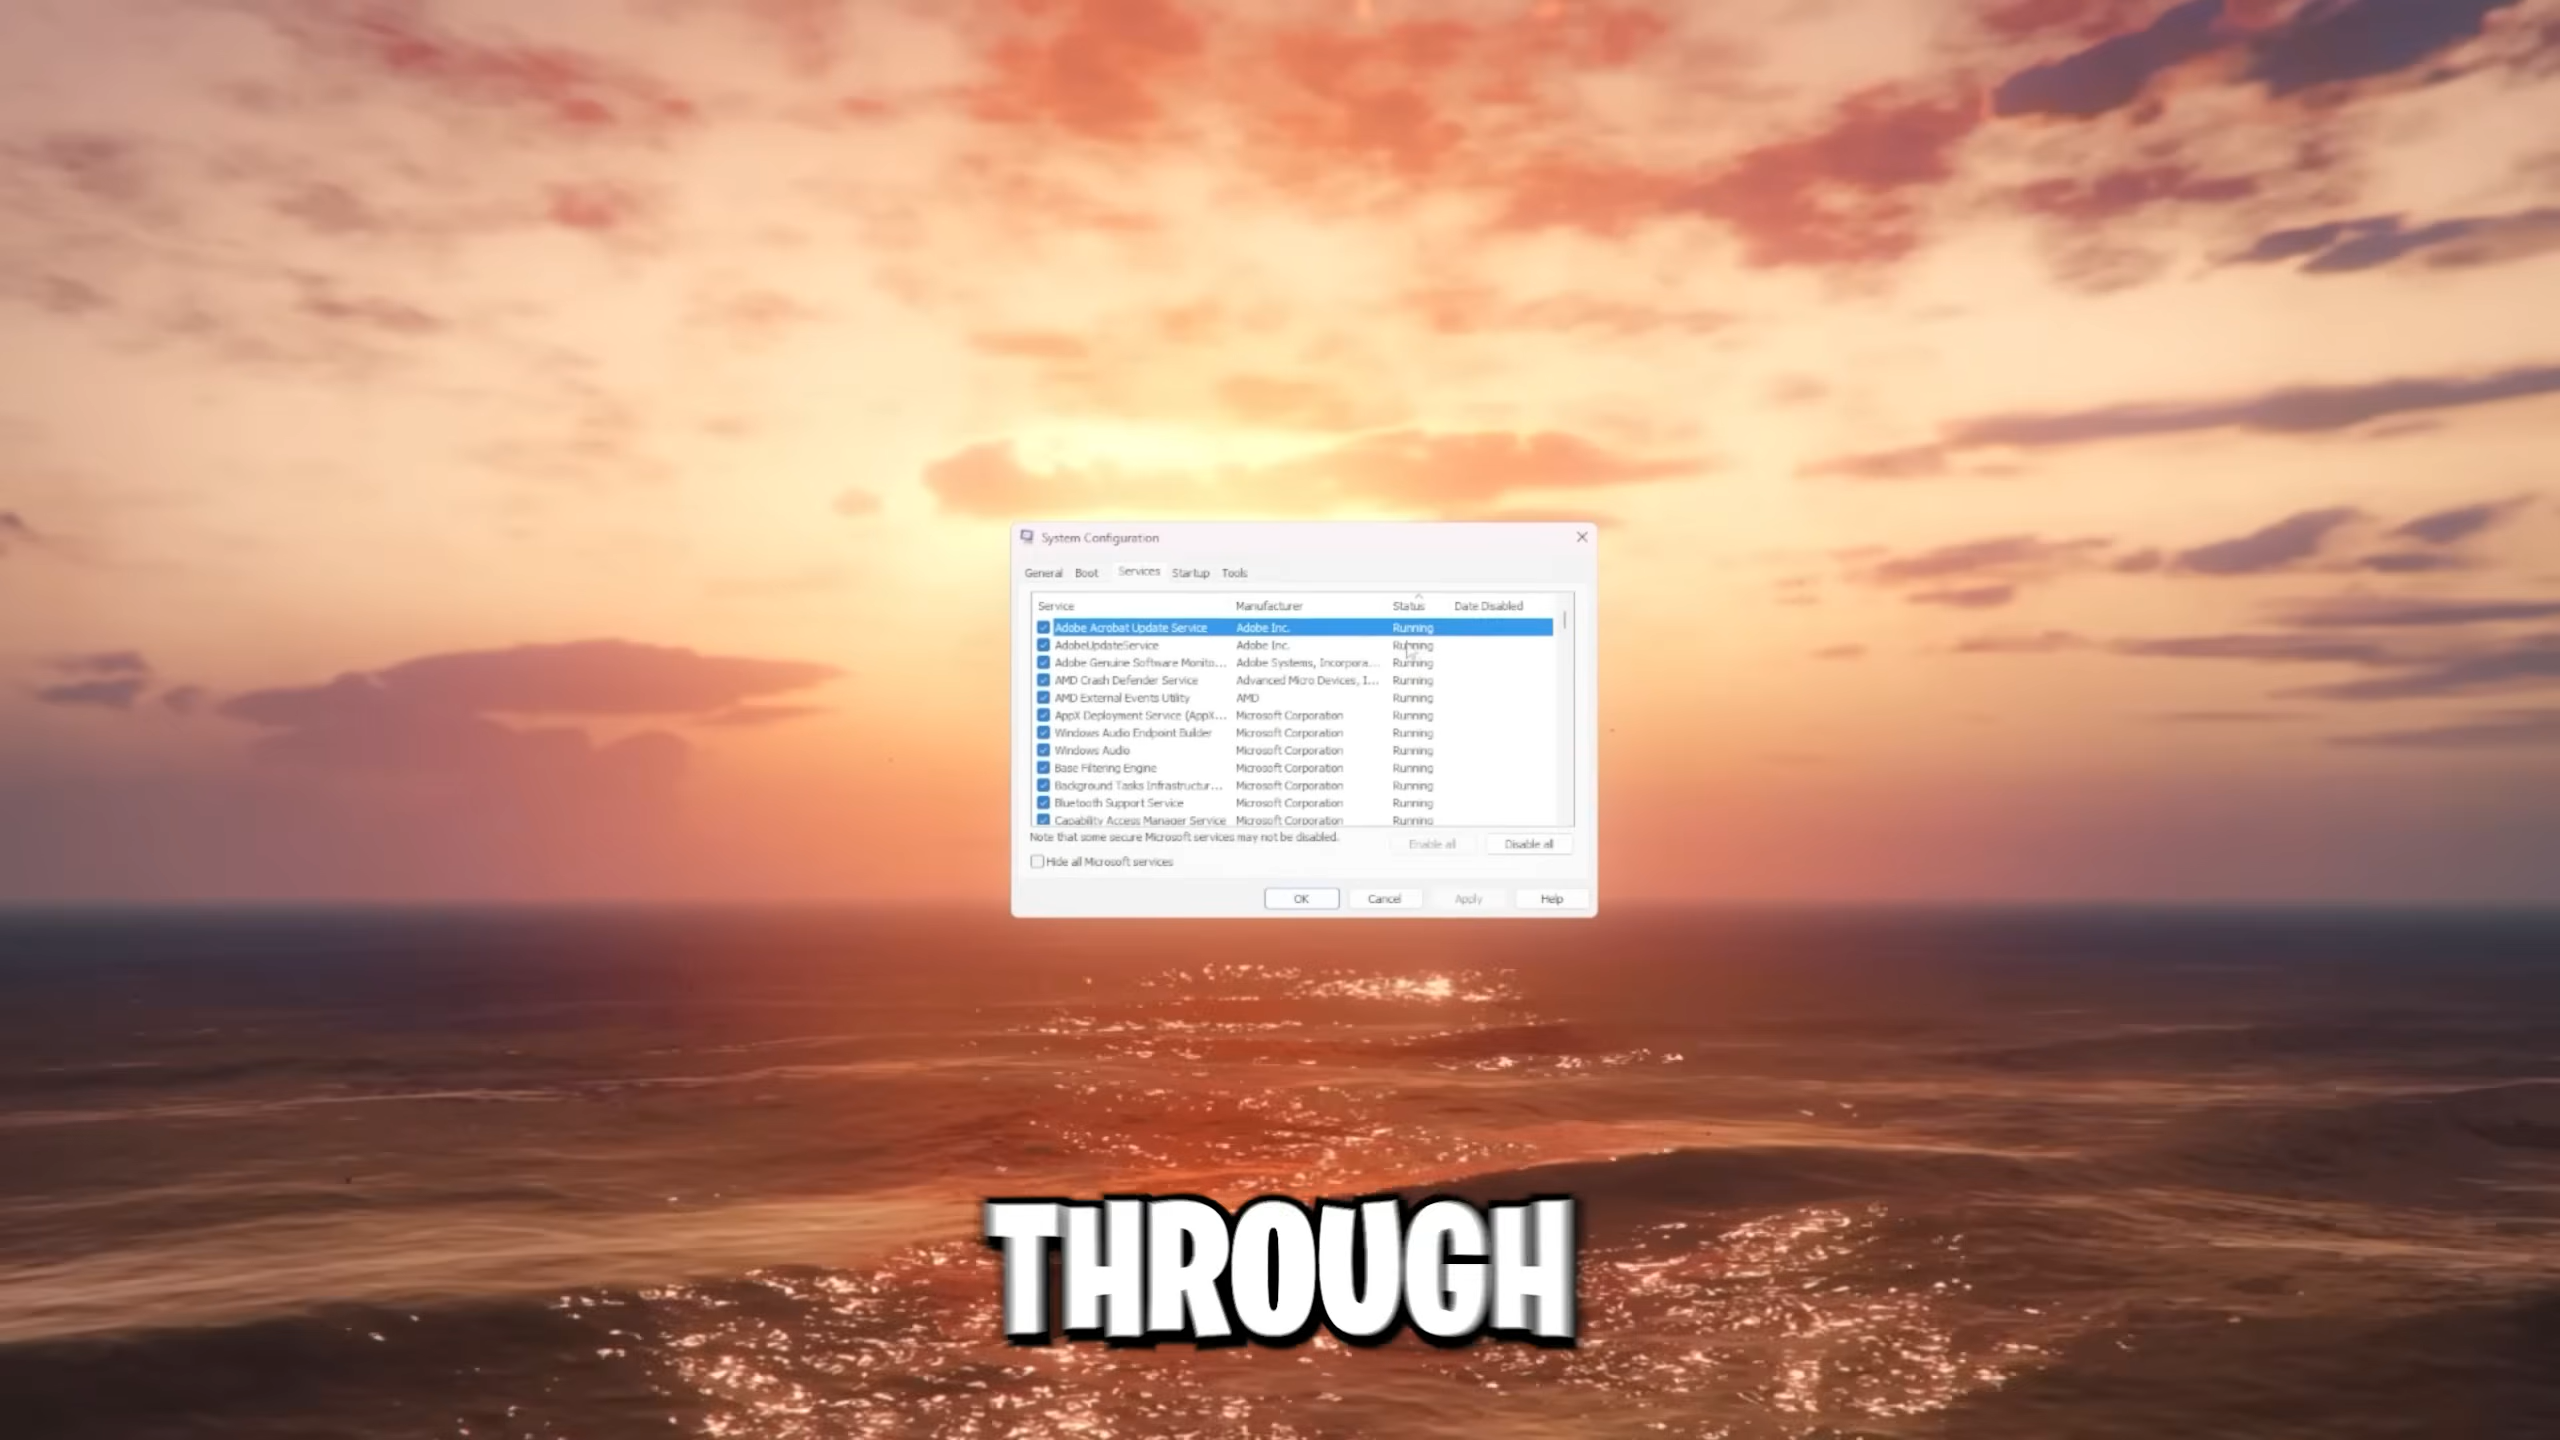 System Configuration
General Boot Services Startup Tools
Service Manufacturer Status Date Disabled
Adobe Acrobat Update Service Adobe Inc. Running
AdobeUpdateService Adobe Inc. Running
Adobe Genuine Software Monito... Adobe Systems, Incorpora... Running
AMD Crash Defender Service Advanced Micro Devices, I... Running
AMD External Events Utility AMD Running
AppX Deployment Service (AppX... Microsoft Corporation Running
Windows Audio Endpoint Builder Microsoft Corporation Running
Windows Audio Microsoft Corporation Running
Base Filtering Engine Microsoft Corporation Running
Background Tasks Infrastructur... Microsoft Corporation Running
Bluetooth Support Service Microsoft Corporation Running
Capability Access Manager Service Microsoft Corporation Running
Note that some secure Microsoft services may not be disabled.
Enable all Disable all
Hide all Microsoft services
OK Cancel Apply Help
THROUGH